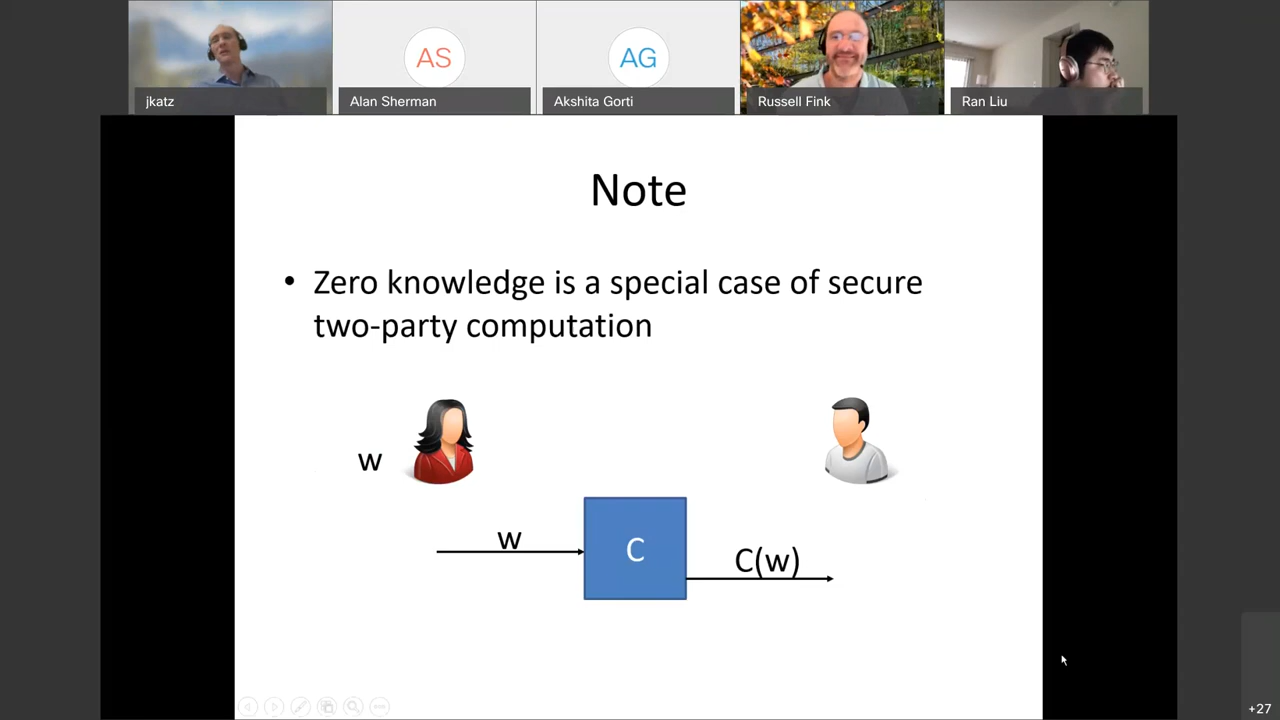 AS
AG
jkatz
Alan Sherman
Akshita Gorti
Russell Fink
Ran Liu
Note
• Zero knowledge is a special case of secure
two-party computation
w
w
C
C(w)
+27